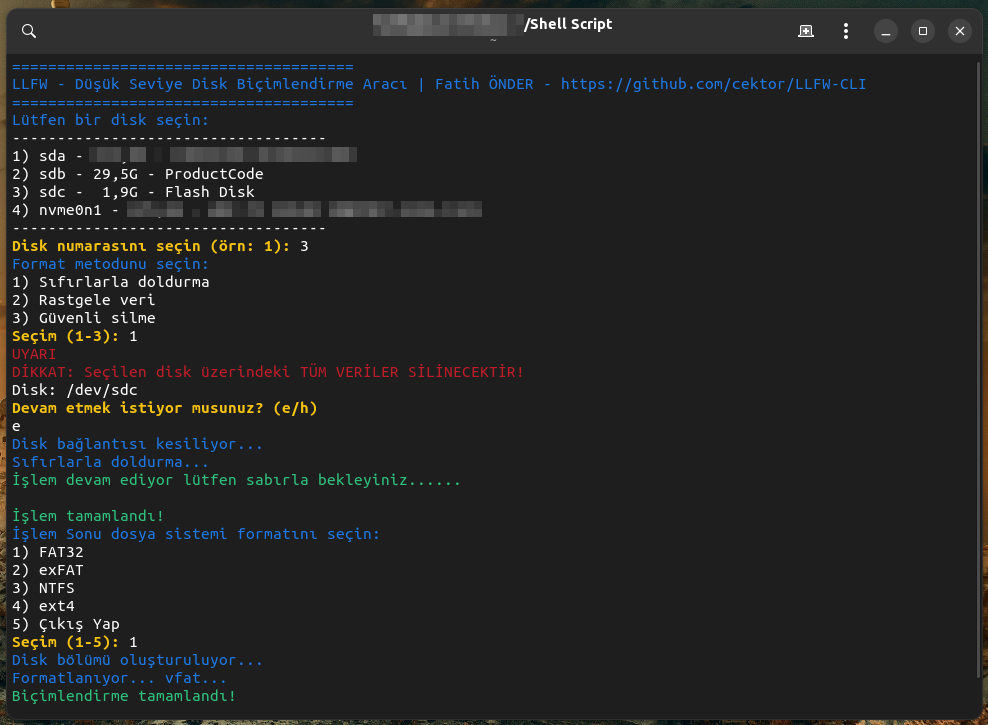 /Shell Script
~
======================================
LLFW - Düşük Seviye Disk Biçimlendirme Aracı | Fatih ÖNDER - https://github.com/cektor/LLFW-CLI
======================================
Lütfen bir disk seçin:
-----------------------------------
1) sda -
2) sdb - 29,5G - ProductCode
3) sdc -  1,9G - Flash Disk
4) nvme0n1 -
-----------------------------------
Disk numarasını seçin (örn: 1): 3
Format metodunu seçin:
1) Sıfırlarla doldurma
2) Rastgele veri
3) Güvenli silme
Seçim (1-3): 1
UYARI
DİKKAT: Seçilen disk üzerindeki TÜM VERİLER SİLİNECEKTİR!
Disk: /dev/sdc
Devam etmek istiyor musunuz? (e/h)
e
Disk bağlantısı kesiliyor...
Sıfırlarla doldurma...
İşlem devam ediyor lütfen sabırla bekleyiniz......
İşlem tamamlandı!
İşlem Sonu dosya sistemi formatını seçin:
1) FAT32
2) exFAT
3) NTFS
4) ext4
5) Çıkış Yap
Seçim (1-5): 1
Disk bölümü oluşturuluyor...
Formatlanıyor... vfat...
Biçimlendirme tamamlandı!